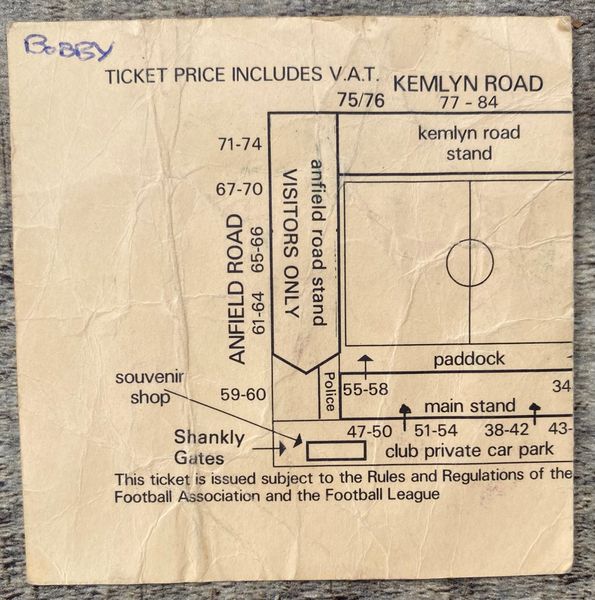 BOBBY
TICKET PRICE INCLUDES V.A.T.
KEMLYN ROAD
75/76
77 - 84
71-74
kemlyn road
stand
67-70
anfield road stand
VISITORS ONLY
ANFIELD ROAD
65-66
61-64
paddock
souvenir
shop
59-60
Police
55-58
34
main stand
47-50
51-54
38-42
43-
Shankly
Gates
club private car park
This ticket is issued subject to the Rules and Regulations of the
Football Association and the Football League